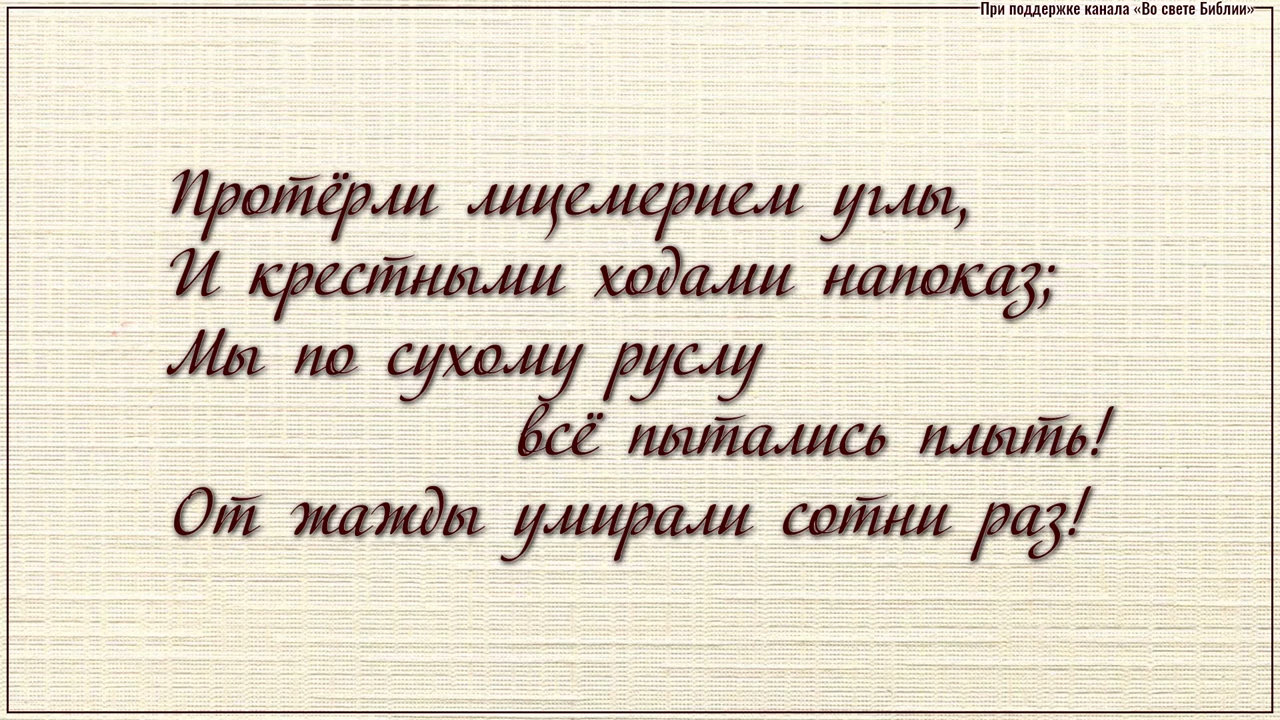 При поддержке канала «Во свете Библии»
Протёрли лицемерием углы,
И крестными ходами напоказ;
Мы по сухому руслу
всё пытались плыть!
От жажды умирали сотни раз!